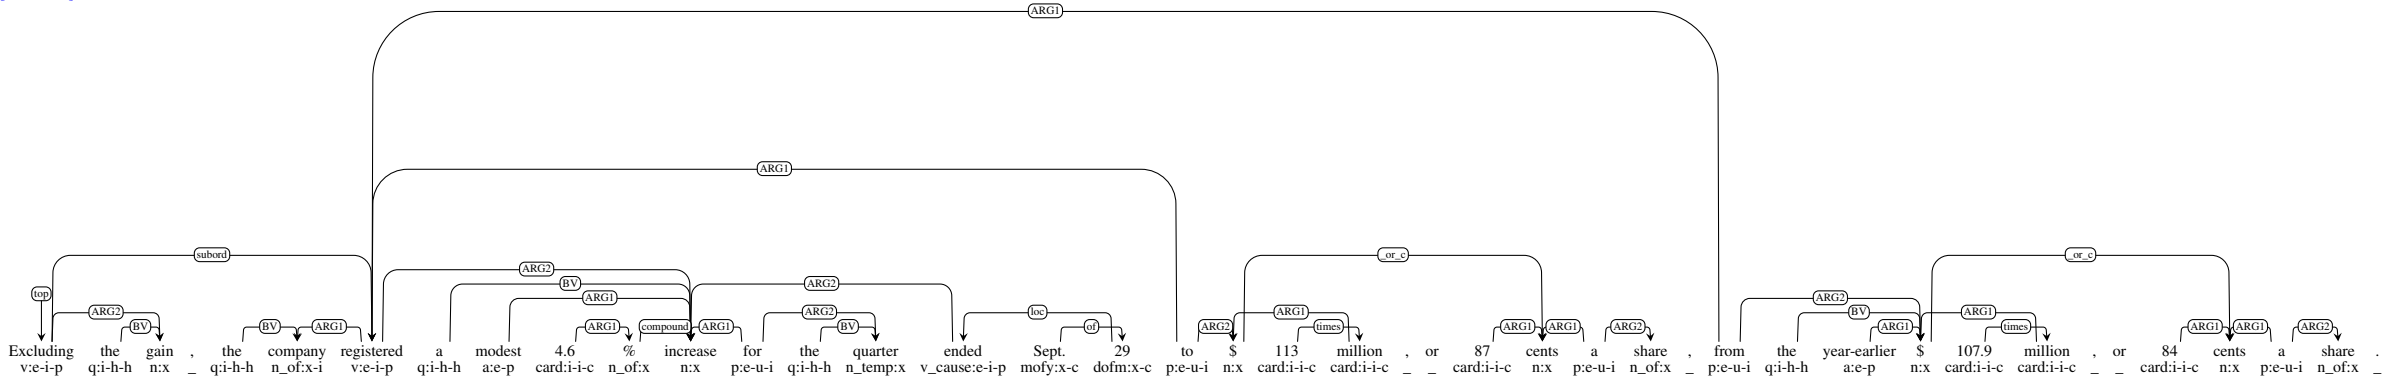 ARG1
ARG1
subord _or_c _or_c
ARG2
top BV ARG2 ARG2
ARG1 BV
ARG2 ARG2 loc ARG1 BV ARG1
BV BV ARG1 ARG1 compound ARG1 BV of ARG2 times ARG1 ARG1 ARG2 ARG1 times ARG1 ARG1 ARG2
Excluding the gain , the company registered a modest 4.6 % increase for the quarter ended Sept. 29 to $ 113 million , or 87 cents a share , from the year-earlier $ 107.9 million , or 84 cents a share .
v:e-i-p q:i-h-h n:x _ q:i-h-h n_of:x-i v:e-i-p q:i-h-h a:e-p card:i-i-c n_of:x n:x p:e-u-i q:i-h-h n_temp:x v_cause:e-i-p mofy:x-c dofm:x-c p:e-u-i n:x card:i-i-c card:i-i-c _ _ card:i-i-c n:x p:e-u-i n_of:x _ p:e-u-i q:i-h-h a:e-p n:x card:i-i-c card:i-i-c _ _ card:i-i-c n:x p:e-u-i n_of:x _